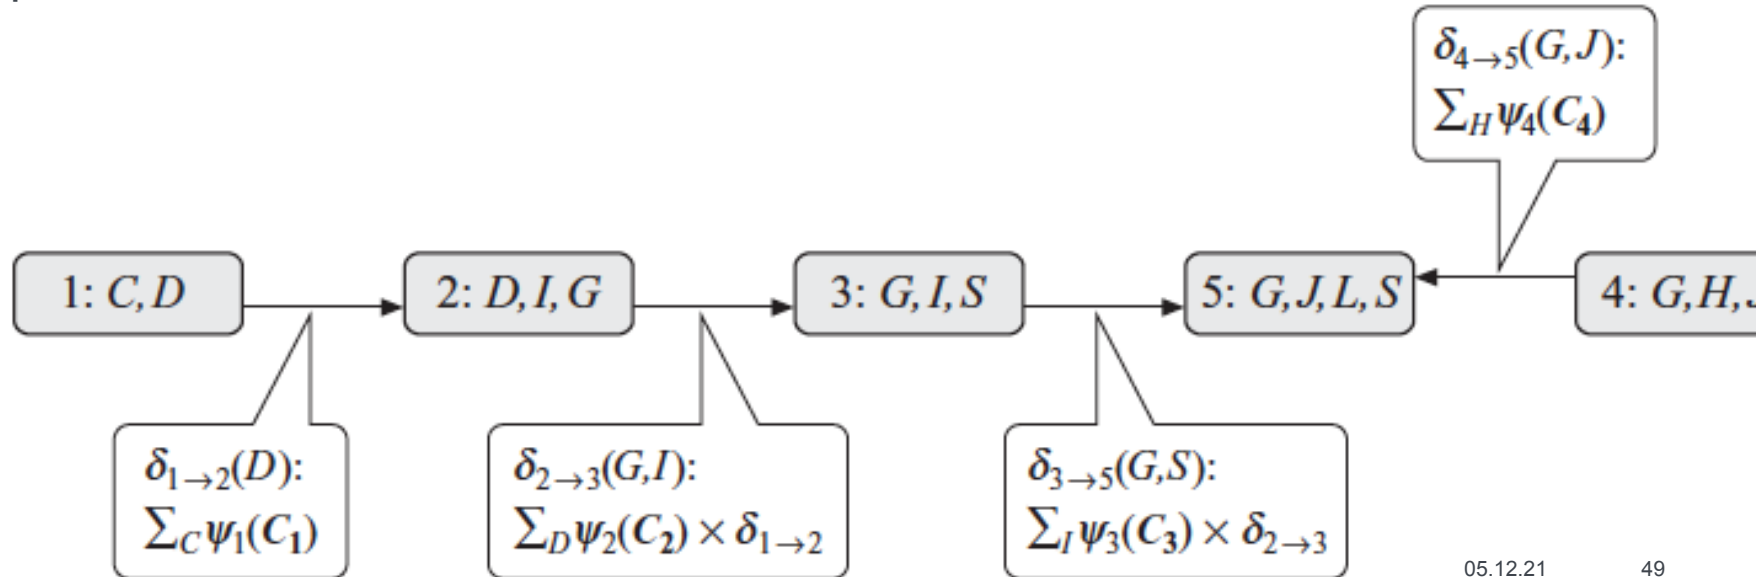 δ4→5(G,J):
∑H ψ4(C4)
1: C,D
2: D,I,G
3: G,I,S
5: G,J,L,S
4: G,H,J
δ1→2(D):
∑C ψ1(C1)
δ2→3(G,I):
∑D ψ2(C2) × δ1→2
δ3→5(G,S):
∑I ψ3(C3) × δ2→3
05.12.21
49